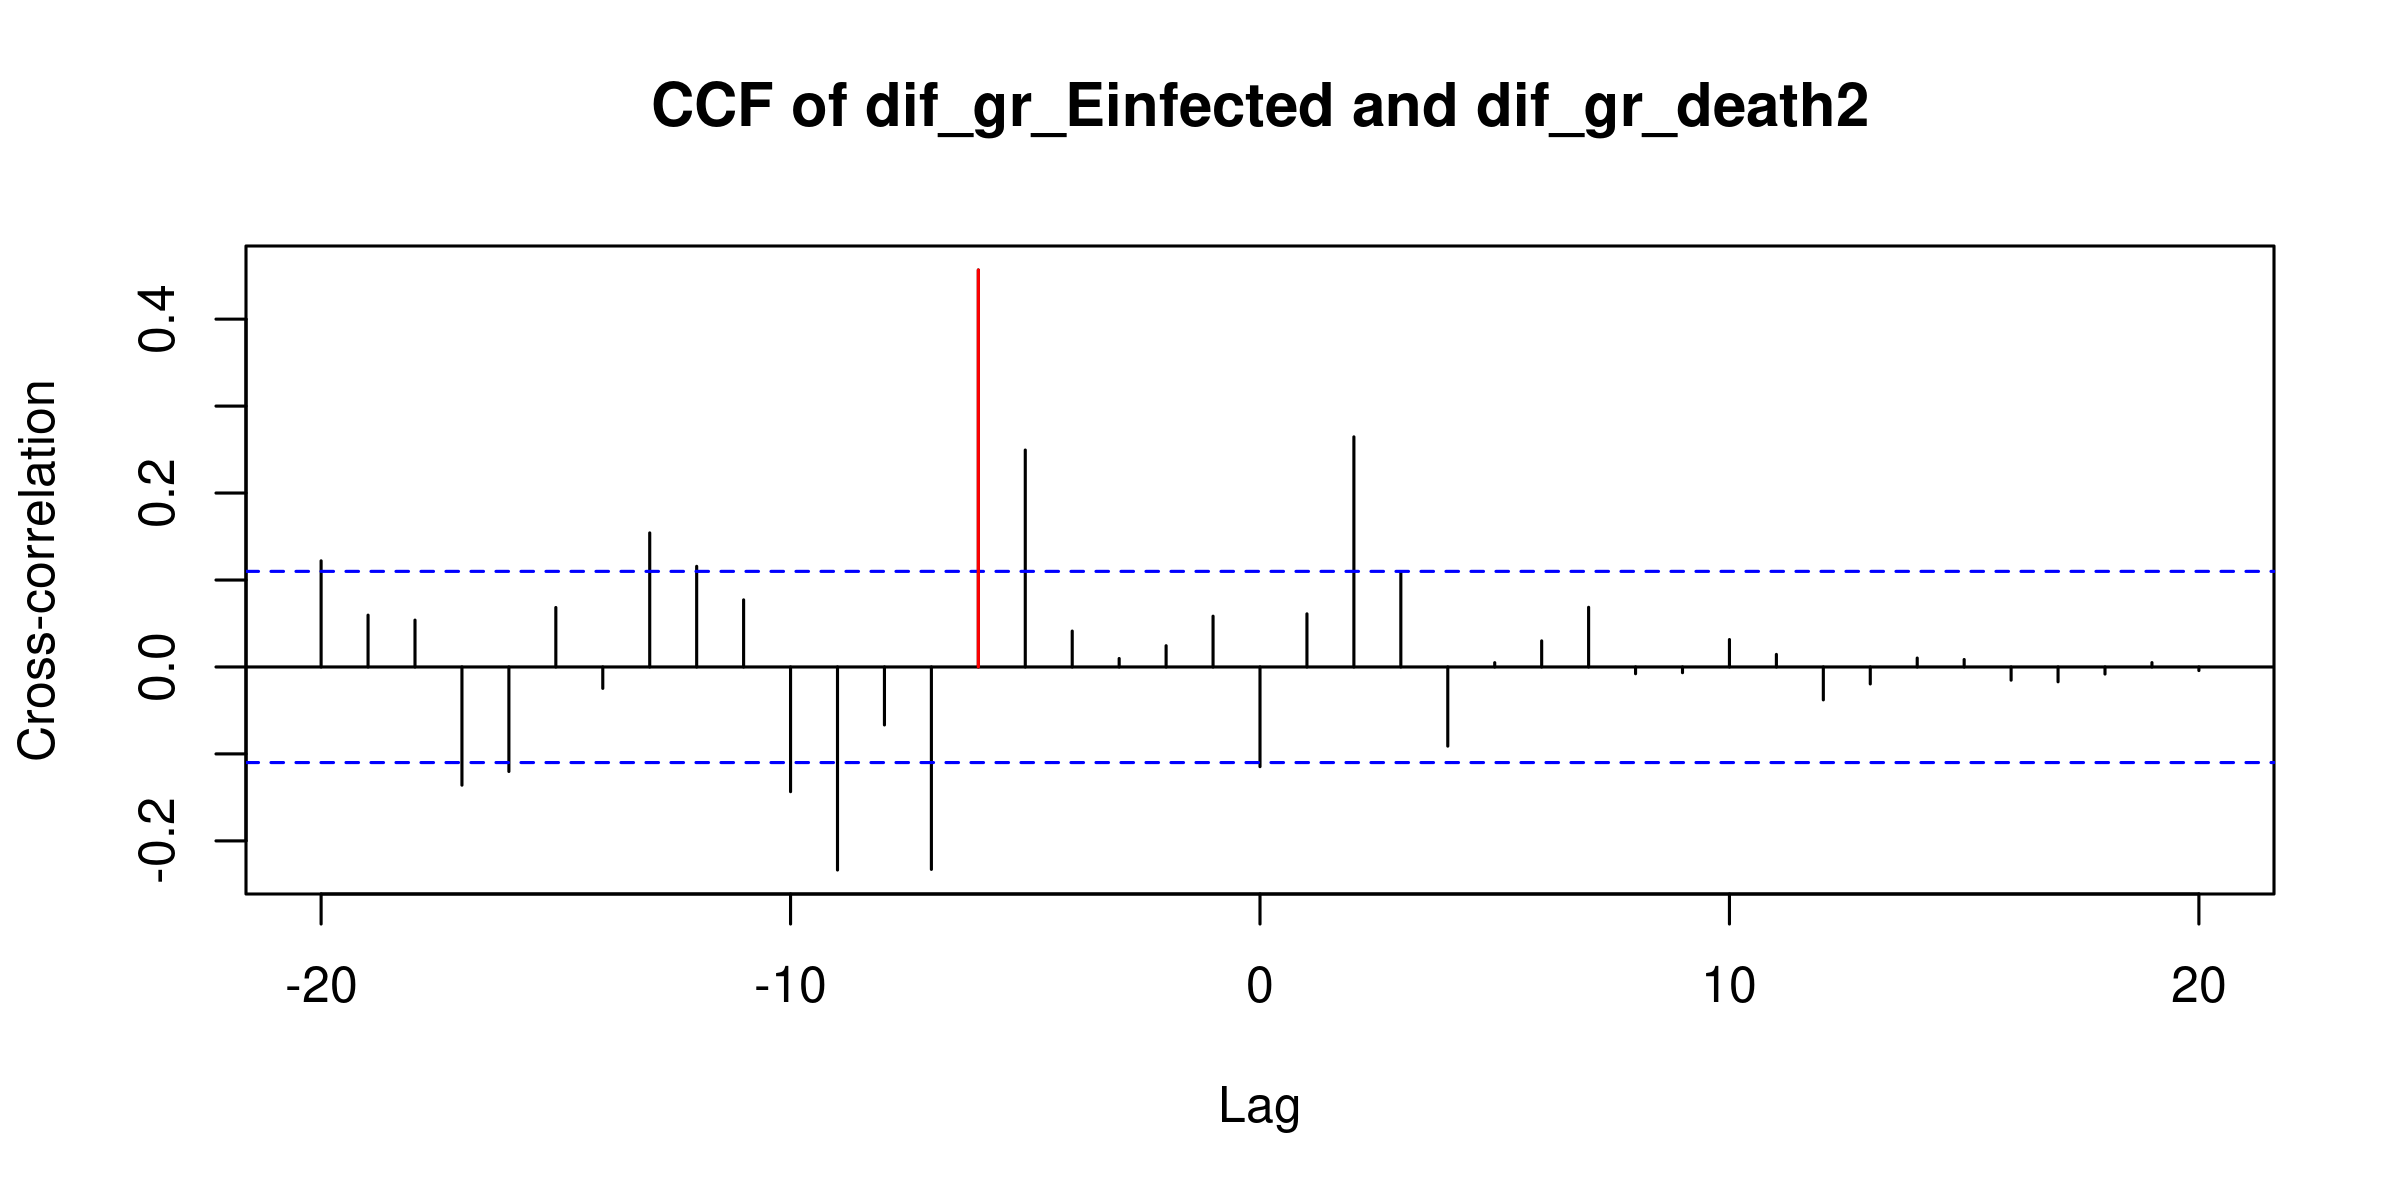 CCF of dif_gr_Einfected and dif_gr_death2
Cross-correlation
0.4
0.2
0.0
-0.2
-20 -10 0 10 20
Lag